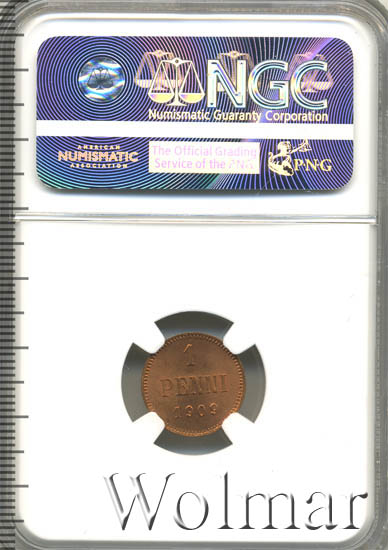 NGC
Numismatic Guaranty Corporation
AMERICAN
NUMISMATIC
ASSOCIATION
The Official Grading
Service of the PNG
PNG
1
PENNI
1909
Wolmar